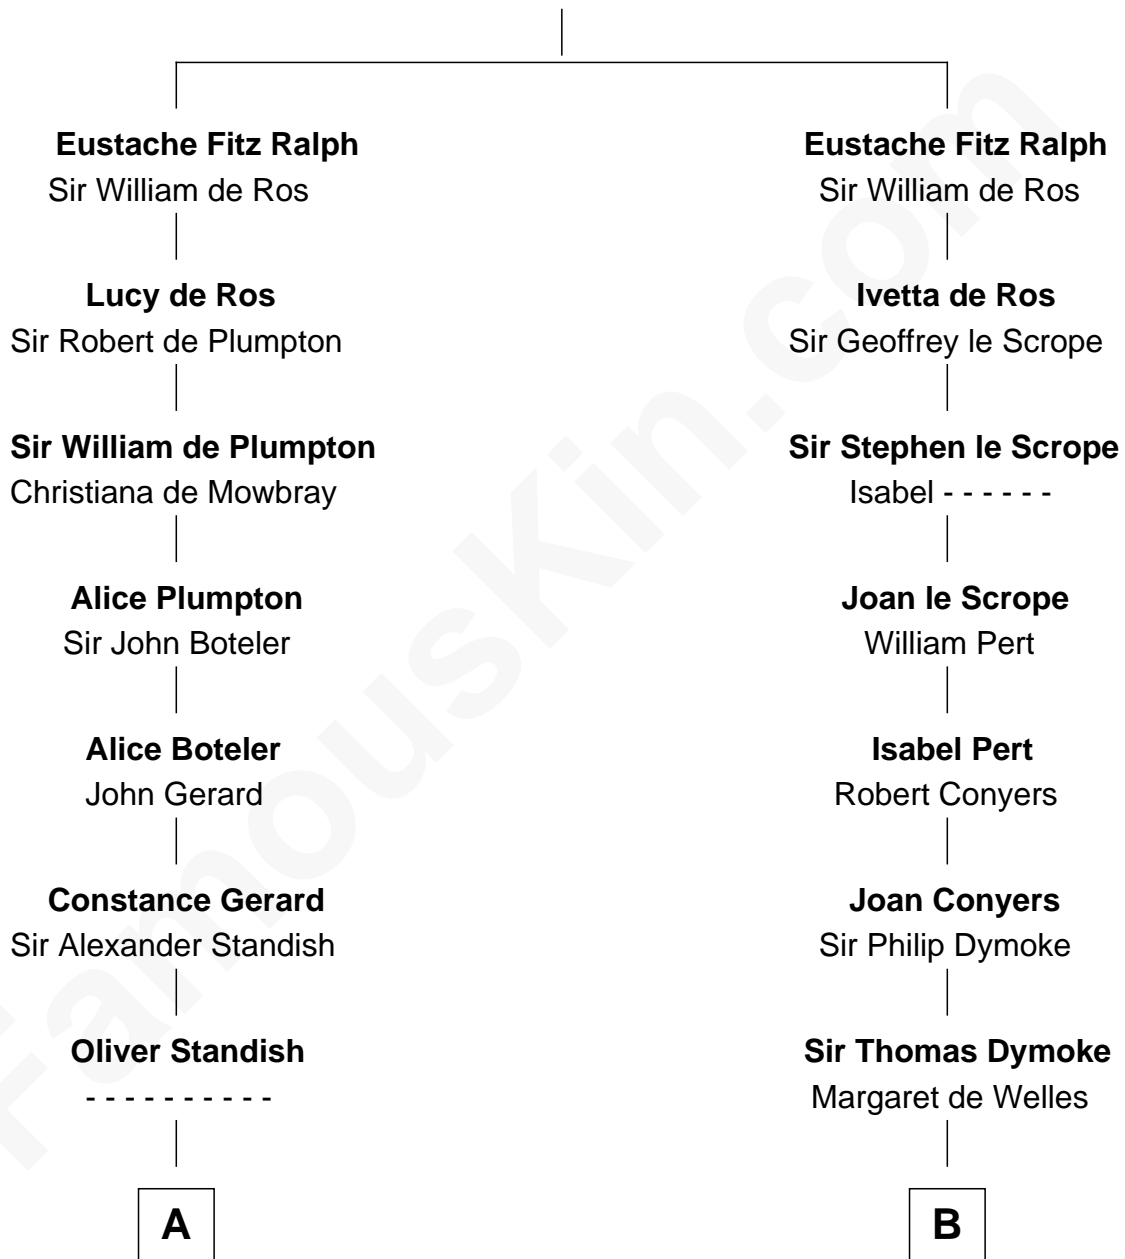 Eustache Fitz Ralph
Sir William de Ros
Lucy de Ros
Sir Robert de Plumpton
Sir William de Plumpton
Christiana de Mowbray
Alice Plumpton
Sir John Boteler
Alice Boteler
John Gerard
Constance Gerard
Sir Alexander Standish
Oliver Standish
- - - - - - - - - -
A
Eustache Fitz Ralph
Sir William de Ros
Ivetta de Ros
Sir Geoffrey le Scrope
Sir Stephen le Scrope
Isabel - - - - - -
Joan le Scrope
William Pert
Isabel Pert
Robert Conyers
Joan Conyers
Sir Philip Dymoke
Sir Thomas Dymoke
Margaret de Welles
B
FamousKin.com